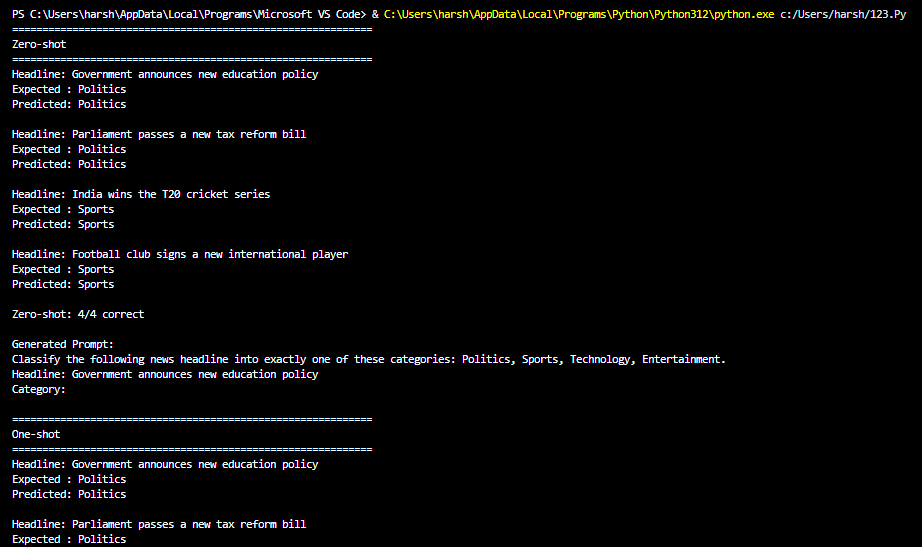 PS C:\Users\harsh\AppData\Local\Programs\Microsoft VS Code> & C:\Users\harsh\AppData\Local\Programs\Python\Python312\python.exe c:/Users/harsh/123.Py
============================================================
Zero-shot
============================================================
Headline: Government announces new education policy
Expected : Politics
Predicted: Politics
Headline: Parliament passes a new tax reform bill
Expected : Politics
Predicted: Politics
Headline: India wins the T20 cricket series
Expected : Sports
Predicted: Sports
Headline: Football club signs a new international player
Expected : Sports
Predicted: Sports
Zero-shot: 4/4 correct
Generated Prompt:
Classify the following news headline into exactly one of these categories: Politics, Sports, Technology, Entertainment.
Headline: Government announces new education policy
Category:
============================================================
One-shot
============================================================
Headline: Government announces new education policy
Expected : Politics
Predicted: Politics
Headline: Parliament passes a new tax reform bill
Expected : Politics